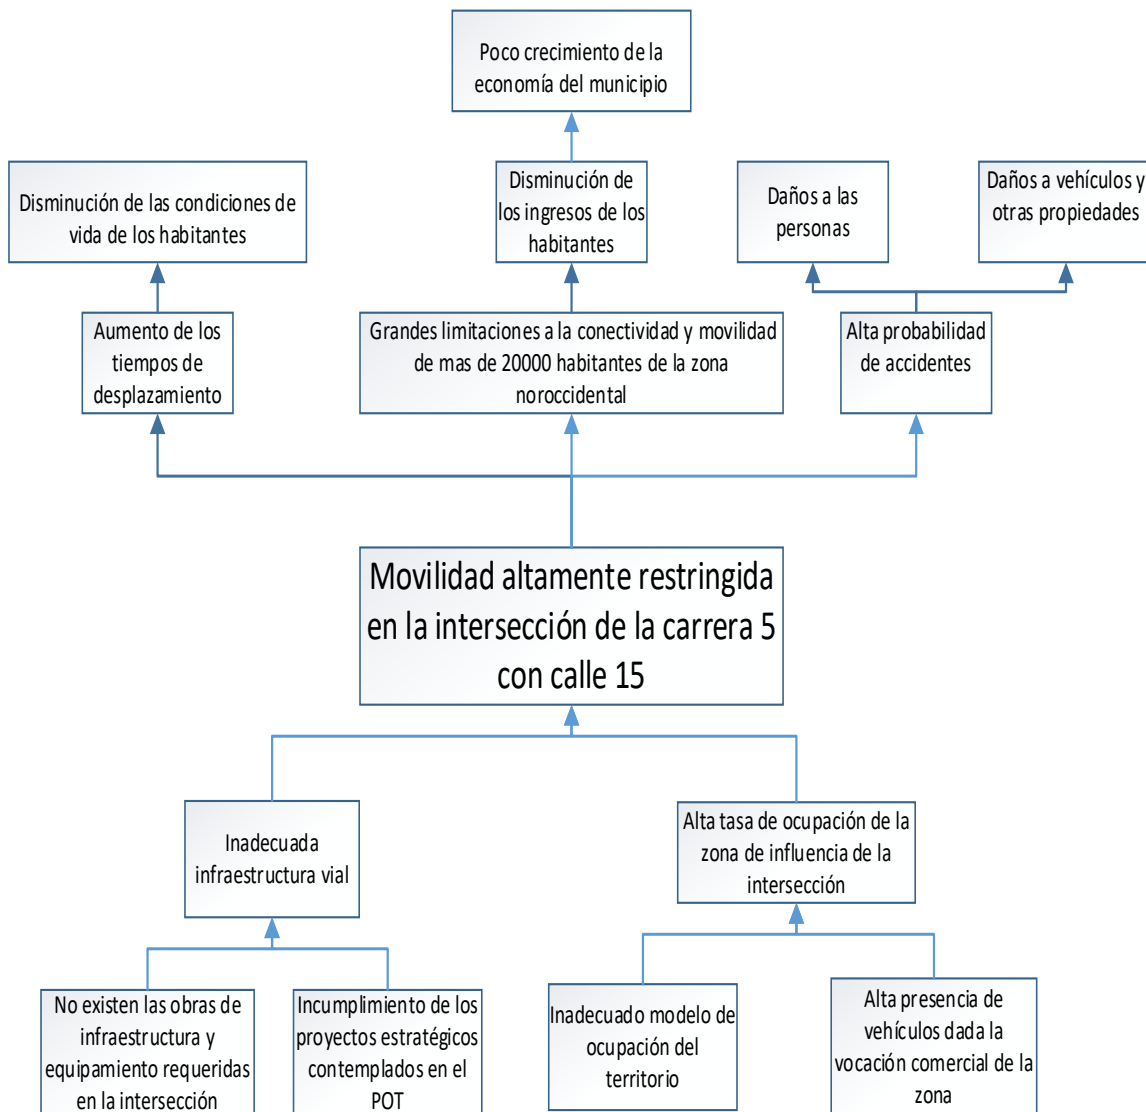 Poco crecimiento de la
economía del municipio
Disminución de las condiciones de
vida de los habitantes
Disminución de
los ingresos de los
habitantes
Daños a las
personas
Daños a vehículos y
otras propiedades
Aumento de los
tiempos de
desplazamiento
Grandes limitaciones a la conectividad y movilidad
de mas de 20000 habitantes de la zona
noroccidental
Alta probabilidad
de accidentes
Movilidad altamente restringida
en la intersección de la carrera 5
con calle 15
Inadecuada
infraestructura vial
Alta tasa de ocupación de la
zona de influencia de la
intersección
No existen las obras de
infraestructura y
equipamiento requeridas
en la intersección
Incumplimiento de los
proyectos estratégicos
contemplados en el
POT
Inadecuado modelo de
ocupación del
territorio
Alta presencia de
vehículos dada la
vocación comercial de la
zona